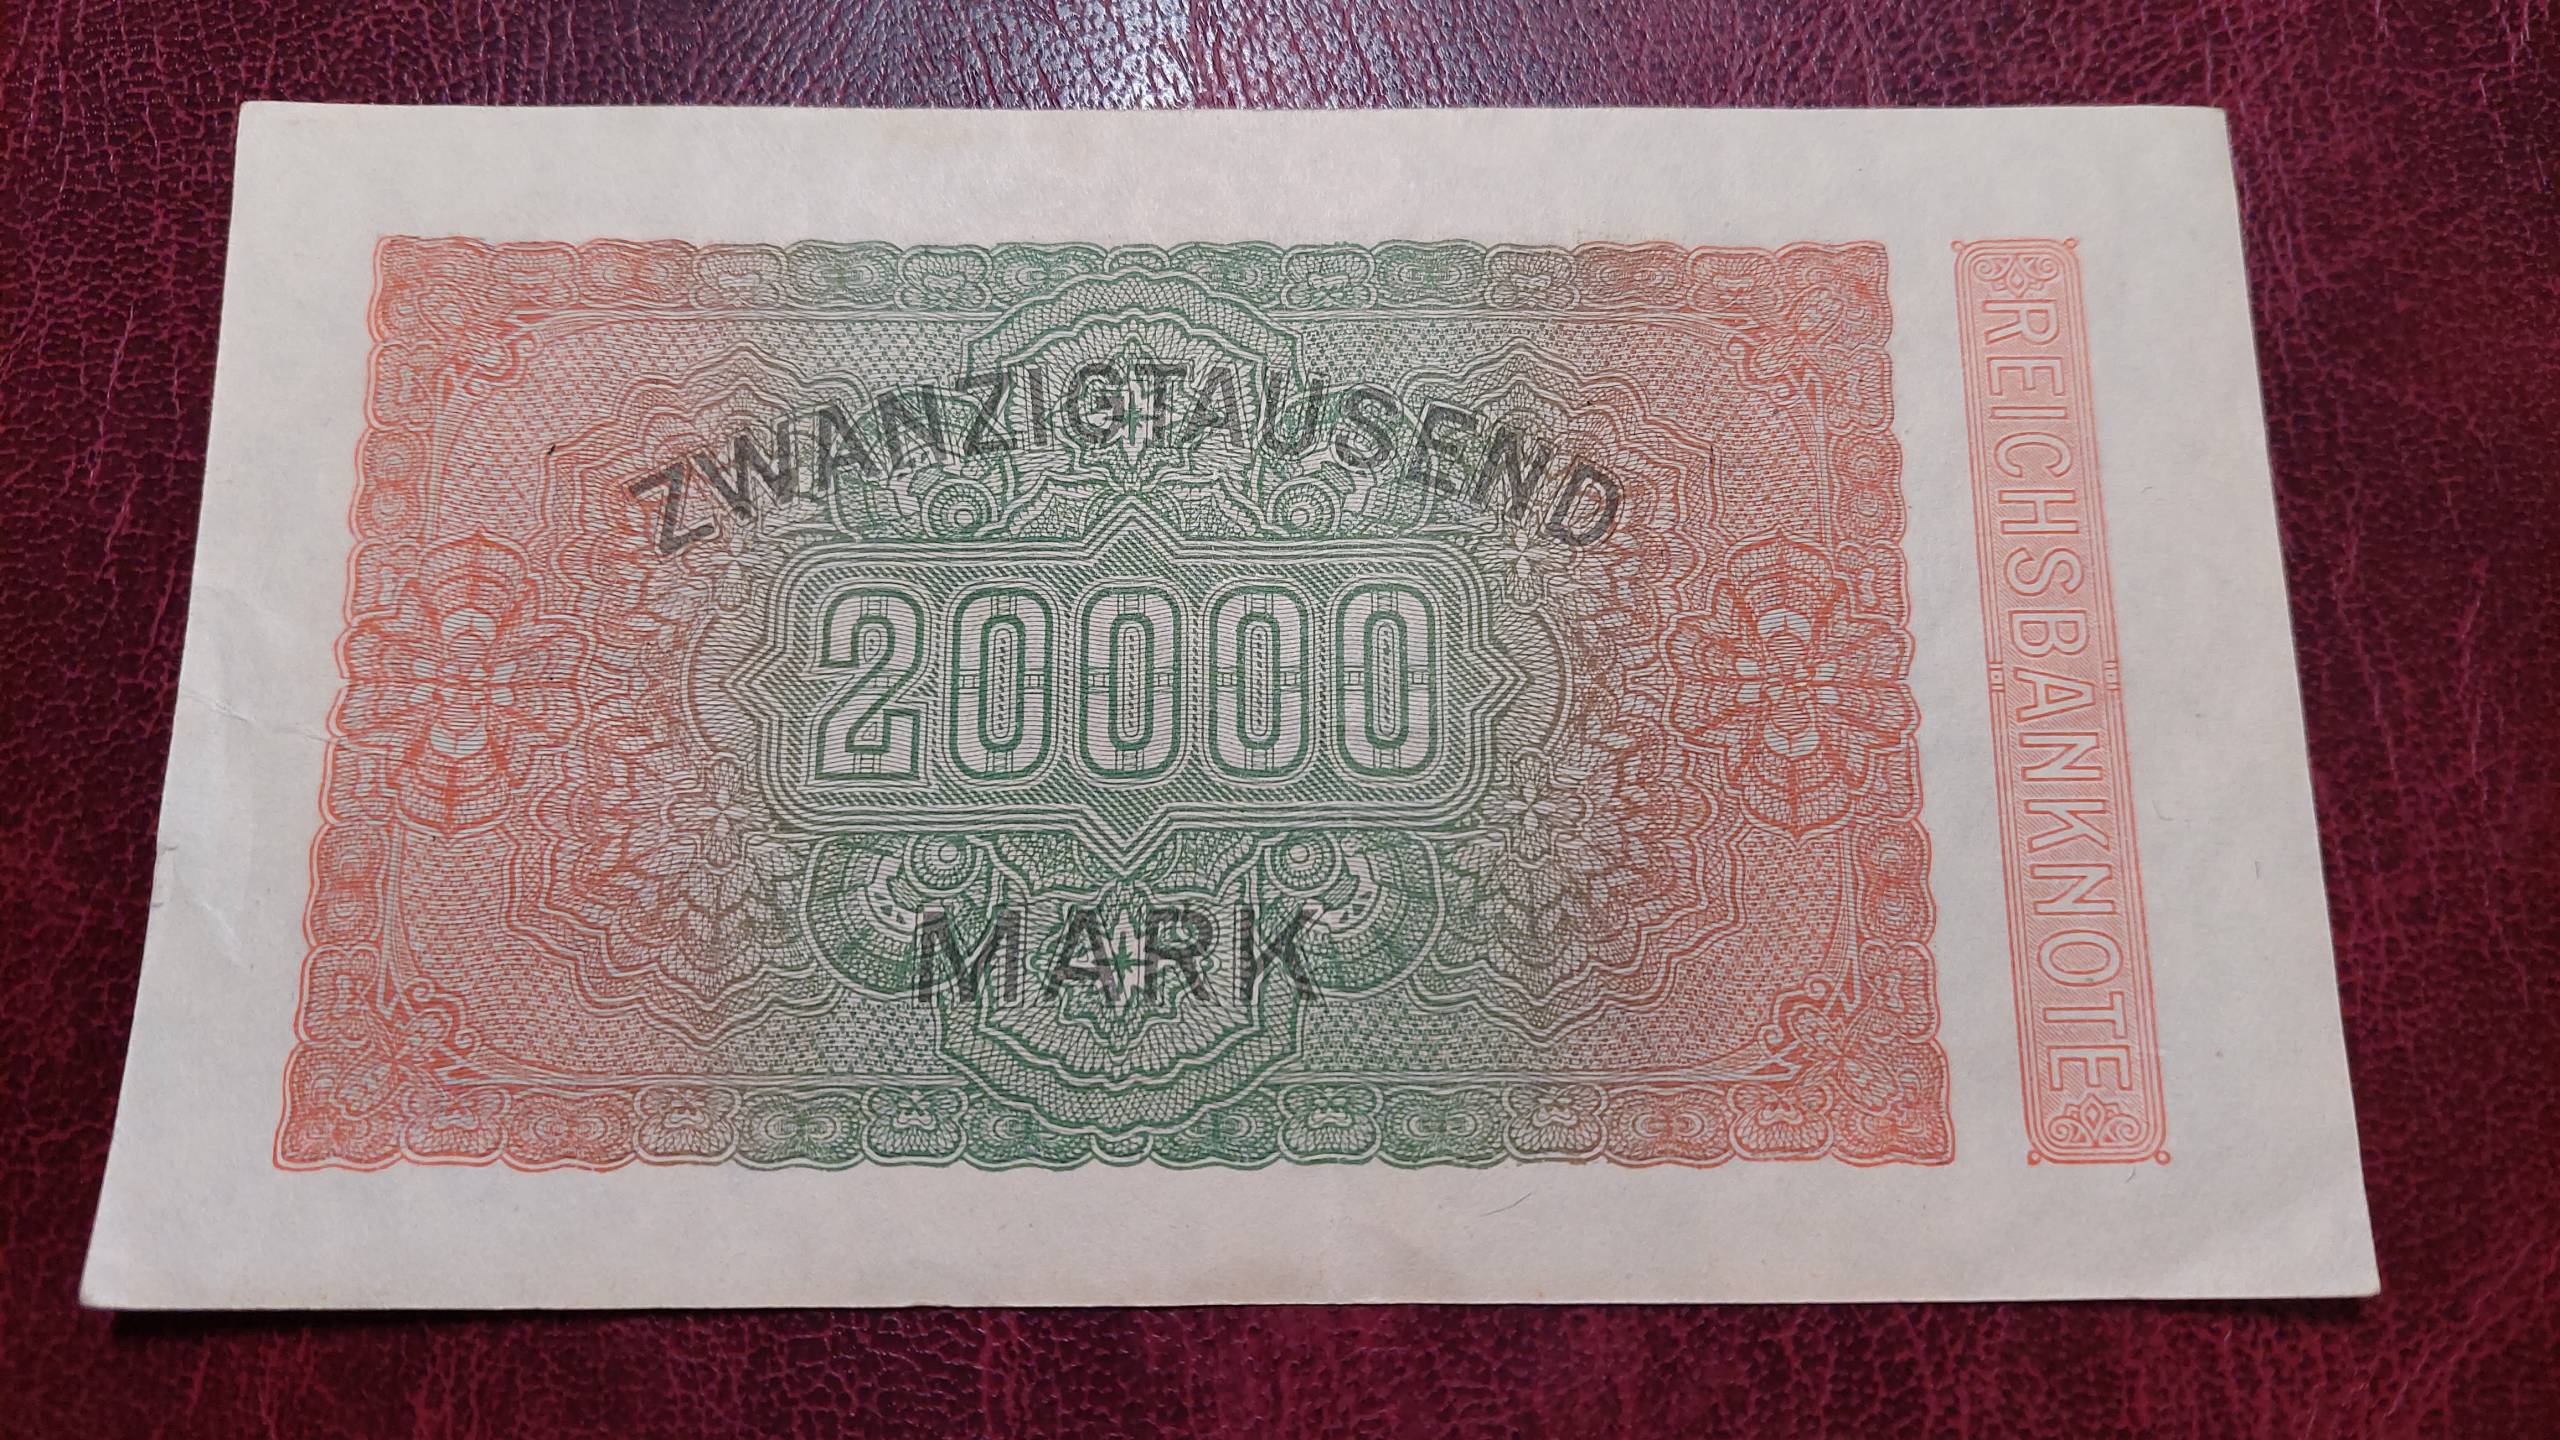 ZWANZIGTAUSEND
20000
MARK
REICHSBANKNOTE